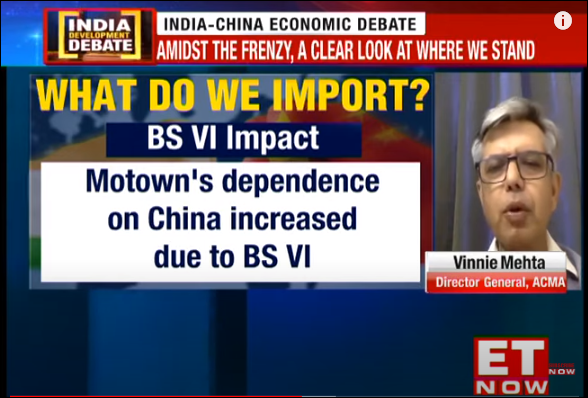 INDIA
DEVELOPMENT
DEBATE
INDIA-CHINA ECONOMIC DEBATE
AMIDST THE FRENZY, A CLEAR LOOK AT WHERE WE STAND
WHAT DO WE IMPORT?
BS VI Impact
Motown's dependence
on China increased
due to BS VI
Vinnie Mehta
Director General, ACMA
ET
NOW
NOW